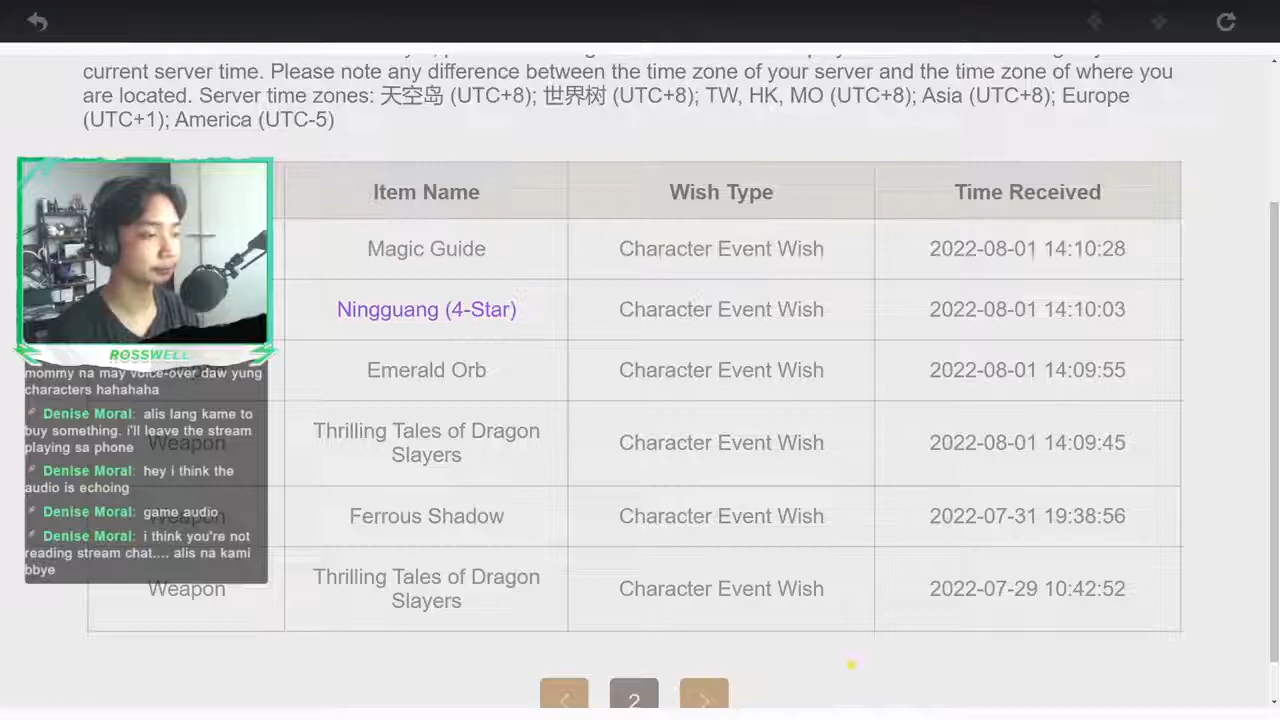 current server time. Please note any difference between the time zone of your server and the time zone of where you
are located. Server time zones: 天空岛 (UTC+8); 世界树 (UTC+8); TW, HK, MO (UTC+8); Asia (UTC+8); Europe
(UTC+1); America (UTC-5)
Item Name Wish Type Time Received
Magic Guide Character Event Wish 2022-08-01 14:10:28
Ningguang (4-Star) Character Event Wish 2022-08-01 14:10:03
Emerald Orb Character Event Wish 2022-08-01 14:09:55
Weapon Thrilling Tales of Dragon Slayers Character Event Wish 2022-08-01 14:09:45
Weapon Ferrous Shadow Character Event Wish 2022-07-31 19:38:56
Weapon Thrilling Tales of Dragon Slayers Character Event Wish 2022-07-29 10:42:52
2
ROSSWELL
mommy na may voice-over daw yung
characters hahahaha
Denise Moral: alis lang kame to
buy something. i'll leave the stream
playing sa phone
Denise Moral: hey i think the
audio is echoing
Denise Moral: game audio
Denise Moral: i think you're not
reading stream chat.... alis na kami
bbye